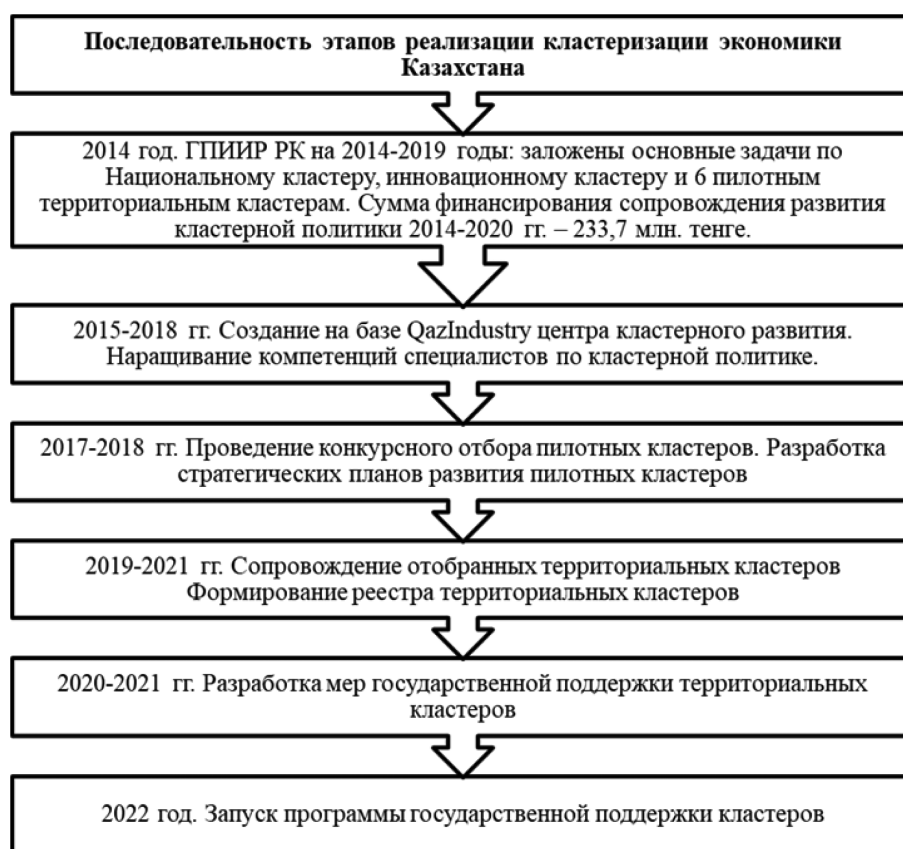 Последовательность этапов реализации кластеризации экономики
Казахстана
2014 год. ГПИИР РК на 2014-2019 годы: заложены основные задачи по
Национальному кластеру, инновационному кластеру и 6 пилотным
территориальным кластерам. Сумма финансирования сопровождения развития
кластерной политики 2014-2020 гг. – 233,7 млн. тенге.
2015-2018 гг. Создание на базе QazIndustry центра кластерного развития.
Наращивание компетенций специалистов по кластерной политике.
2017-2018 гг. Проведение конкурсного отбора пилотных кластеров. Разработка
стратегических планов развития пилотных кластеров
2019-2021 гг. Сопровождение отобранных территориальных кластеров
Формирование реестра территориальных кластеров
2020-2021 гг. Разработка мер государственной поддержки территориальных
кластеров
2022 год. Запуск программы государственной поддержки кластеров